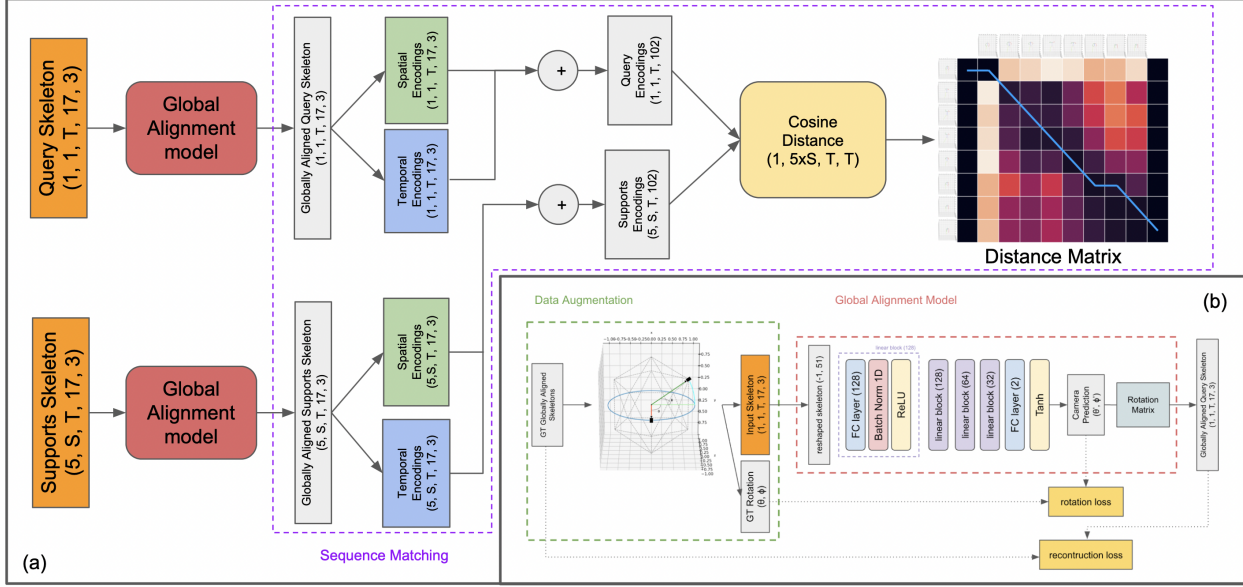 Query Skeleton
(1, 1, T, 17, 3)
Global
Alignment
model
Globally Aligned Query Skeleton
(1, 1, T, 17, 3)
Spatial
Encodings
(1, 1, T, 17, 3)
Temporal
Encodings
(1, 1, T, 17, 3)
+
Query
Encodings
(1, 1, T, 102)
+
Supports
Encodings
(5, S, T, 102)
Cosine
Distance
(1, 5xS, T, T)
Distance Matrix
Supports Skeleton
(5, S, T, 17, 3)
Global
Alignment
model
Globally Aligned Supports Skeleton
(5, S, T, 17, 3)
Spatial
Encodings
(5,S, T, 17, 3)
Temporal
Encodings
(5, S, T, 17, 3)
Sequence Matching
(a)
(b)
Data Augmentation
GT Globally Aligned
Skeletons
Input Skeleton
(1, 1, T, 17, 3)
GT Rotation
(θ, ϕ)
Global Alignment Model
reshaped skeleton (-1, 51)
linear block (128)
FC layer (128)
Batch Norm 1D
ReLU
linear block (128)
linear block (64)
linear block (32)
FC layer (2)
Tanh
Camera
Prediction
(θ', ϕ')
Rotation
Matrix
Globally Aligned Query Skeleton
(1, 1, T, 17, 3)
rotation loss
recontruction loss